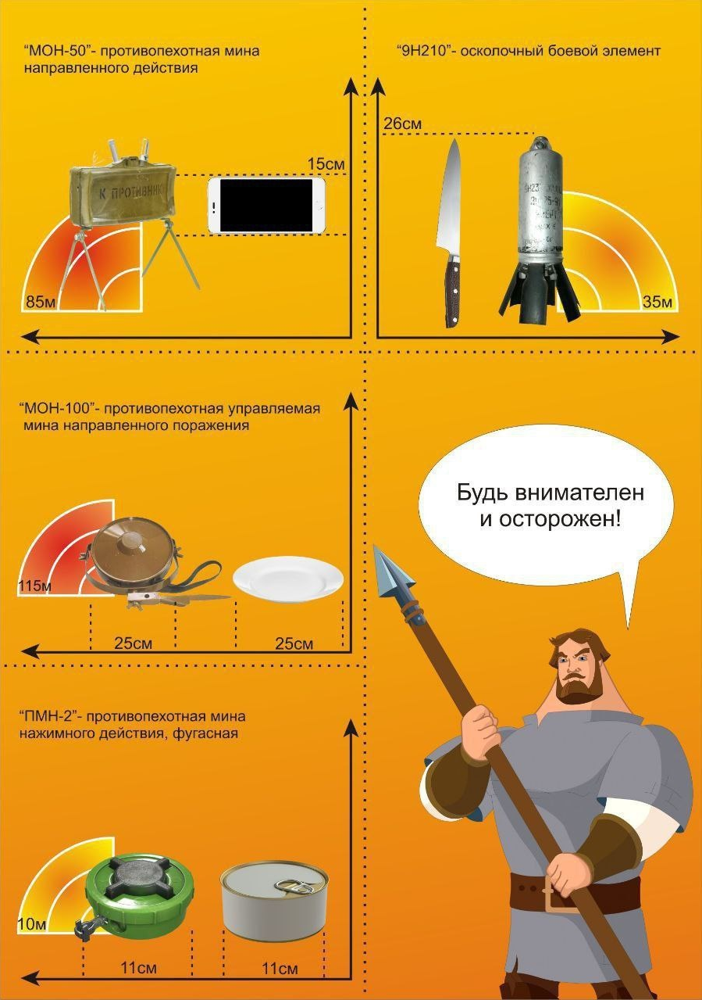 “МОН-50”- противопехотная мина
направленного действия
15см
К ПРОТИВНИК
85м
“9Н210”- осколочный боевой элемент
26см
35м
“МОН-100”- противопехотная управляемая
мина направленного поражения
115м
25см
25см
Будь внимателен
и осторожен!
“ПМН-2”- противопехотная мина
нажимного действия, фугасная
10м
11см
11см